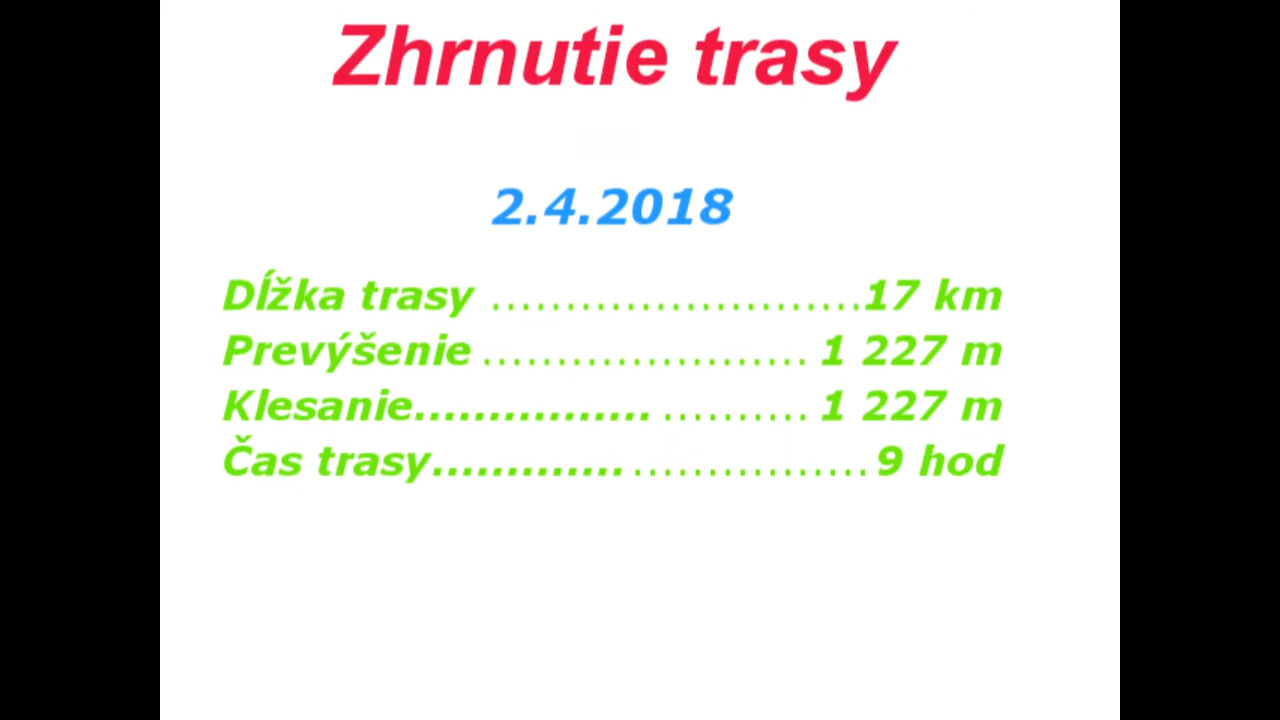 Zhrnutie trasy
2.4.2018
Dĺžka trasy .........................17 km
Prevýšenie ...................... 1 227 m
Klesanie................ .......... 1 227 m
Čas trasy............. ................ 9 hod